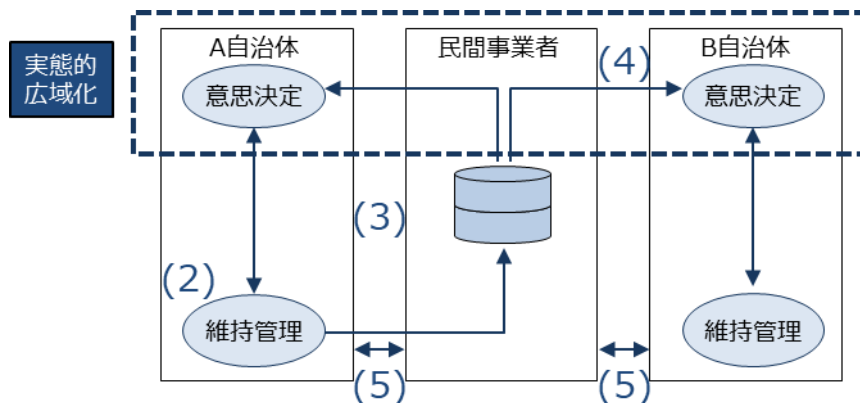 実態的
広域化
A自治体
民間事業者
B自治体
意思決定
(4)
意思決定
(3)
(2)
維持管理
維持管理
(5)
(5)